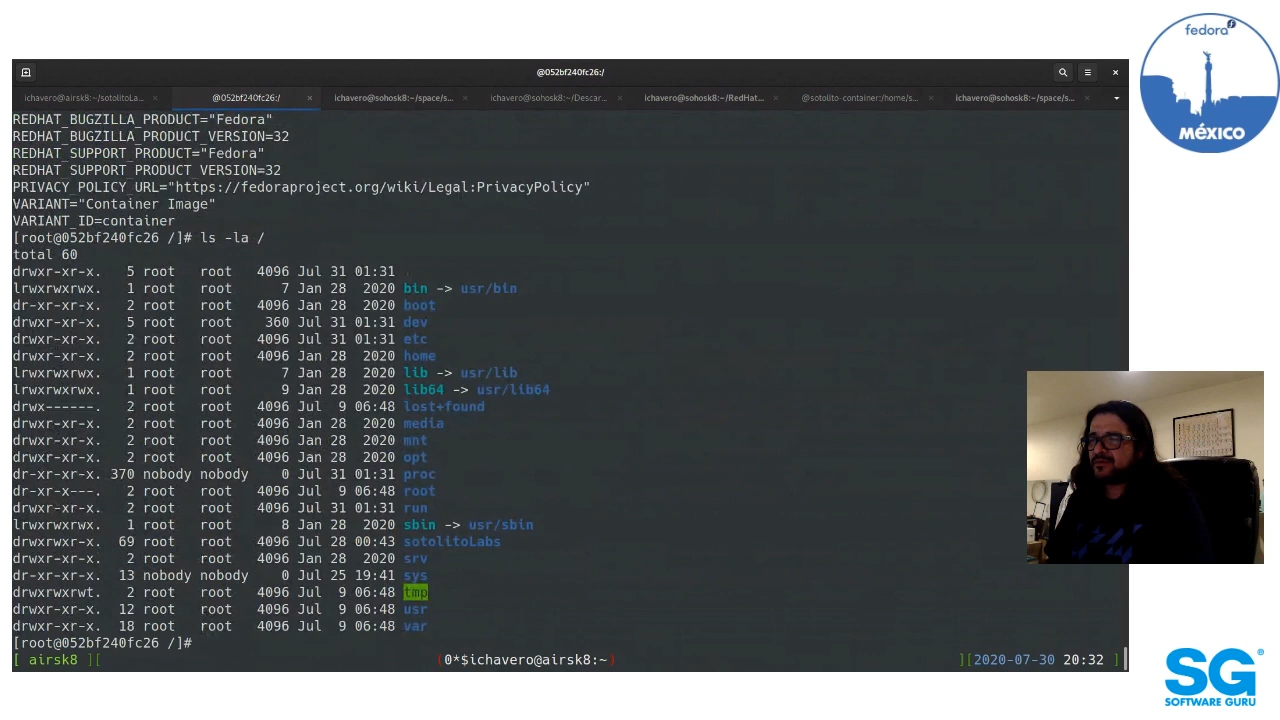 fedora
MÉXICO
@052bf240fc26:/
ichavero@airsk8:~/sotolitoLa...
@052bf240fc26:/
ichavero@sohosk8:~/space/s...
ichavero@sohosk8:~/Descar...
ichavero@sohosk8:~/RedHat...
@sotolito-container:/home/s...
ichavero@sohosk8:~/space/s...
REDHAT_BUGZILLA_PRODUCT="Fedora"
REDHAT_BUGZILLA_PRODUCT_VERSION=32
REDHAT_SUPPORT_PRODUCT="Fedora"
REDHAT_SUPPORT_PRODUCT_VERSION=32
PRIVACY_POLICY_URL="https://fedoraproject.org/wiki/Legal:PrivacyPolicy"
VARIANT="Container Image"
VARIANT_ID=container
[root@052bf240fc26 /]# ls -la /
total 60
drwxr-xr-x.   5 root   root   4096 Jul 31 01:31 .
lrwxrwxrwx.   1 root   root      7 Jan 28  2020 bin -> usr/bin
dr-xr-xr-x.   2 root   root   4096 Jan 28  2020 boot
drwxr-xr-x.   5 root   root    360 Jul 31 01:31 dev
drwxr-xr-x.   2 root   root   4096 Jul 31 01:31 etc
drwxr-xr-x.   2 root   root   4096 Jan 28  2020 home
lrwxrwxrwx.   1 root   root      7 Jan 28  2020 lib -> usr/lib
lrwxrwxrwx.   1 root   root      9 Jan 28  2020 lib64 -> usr/lib64
drwx------.   2 root   root   4096 Jul  9 06:48 lost+found
drwxr-xr-x.   2 root   root   4096 Jan 28  2020 media
drwxr-xr-x.   2 root   root   4096 Jan 28  2020 mnt
drwxr-xr-x.   2 root   root   4096 Jan 28  2020 opt
dr-xr-xr-x. 370 nobody nobody    0 Jul 31 01:31 proc
dr-xr-x---.   2 root   root   4096 Jul  9 06:48 root
drwxr-xr-x.   2 root   root   4096 Jul 31 01:31 run
lrwxrwxrwx.   1 root   root      8 Jan 28  2020 sbin -> usr/sbin
drwxrwxr-x.  69 root   root   4096 Jul 28 00:43 sotolitoLabs
drwxr-xr-x.   2 root   root   4096 Jan 28  2020 srv
dr-xr-xr-x.  13 nobody nobody    0 Jul 25 19:41 sys
drwxrwxrwt.   2 root   root   4096 Jul  9 06:48 tmp
drwxr-xr-x.  12 root   root   4096 Jul  9 06:48 usr
drwxr-xr-x.  18 root   root   4096 Jul  9 06:48 var
[root@052bf240fc26 /]#
[ airsk8 ][ (0*$ichavero@airsk8:~) ][2020-07-30 20:32 ]
SG®
SOFTWARE GURU